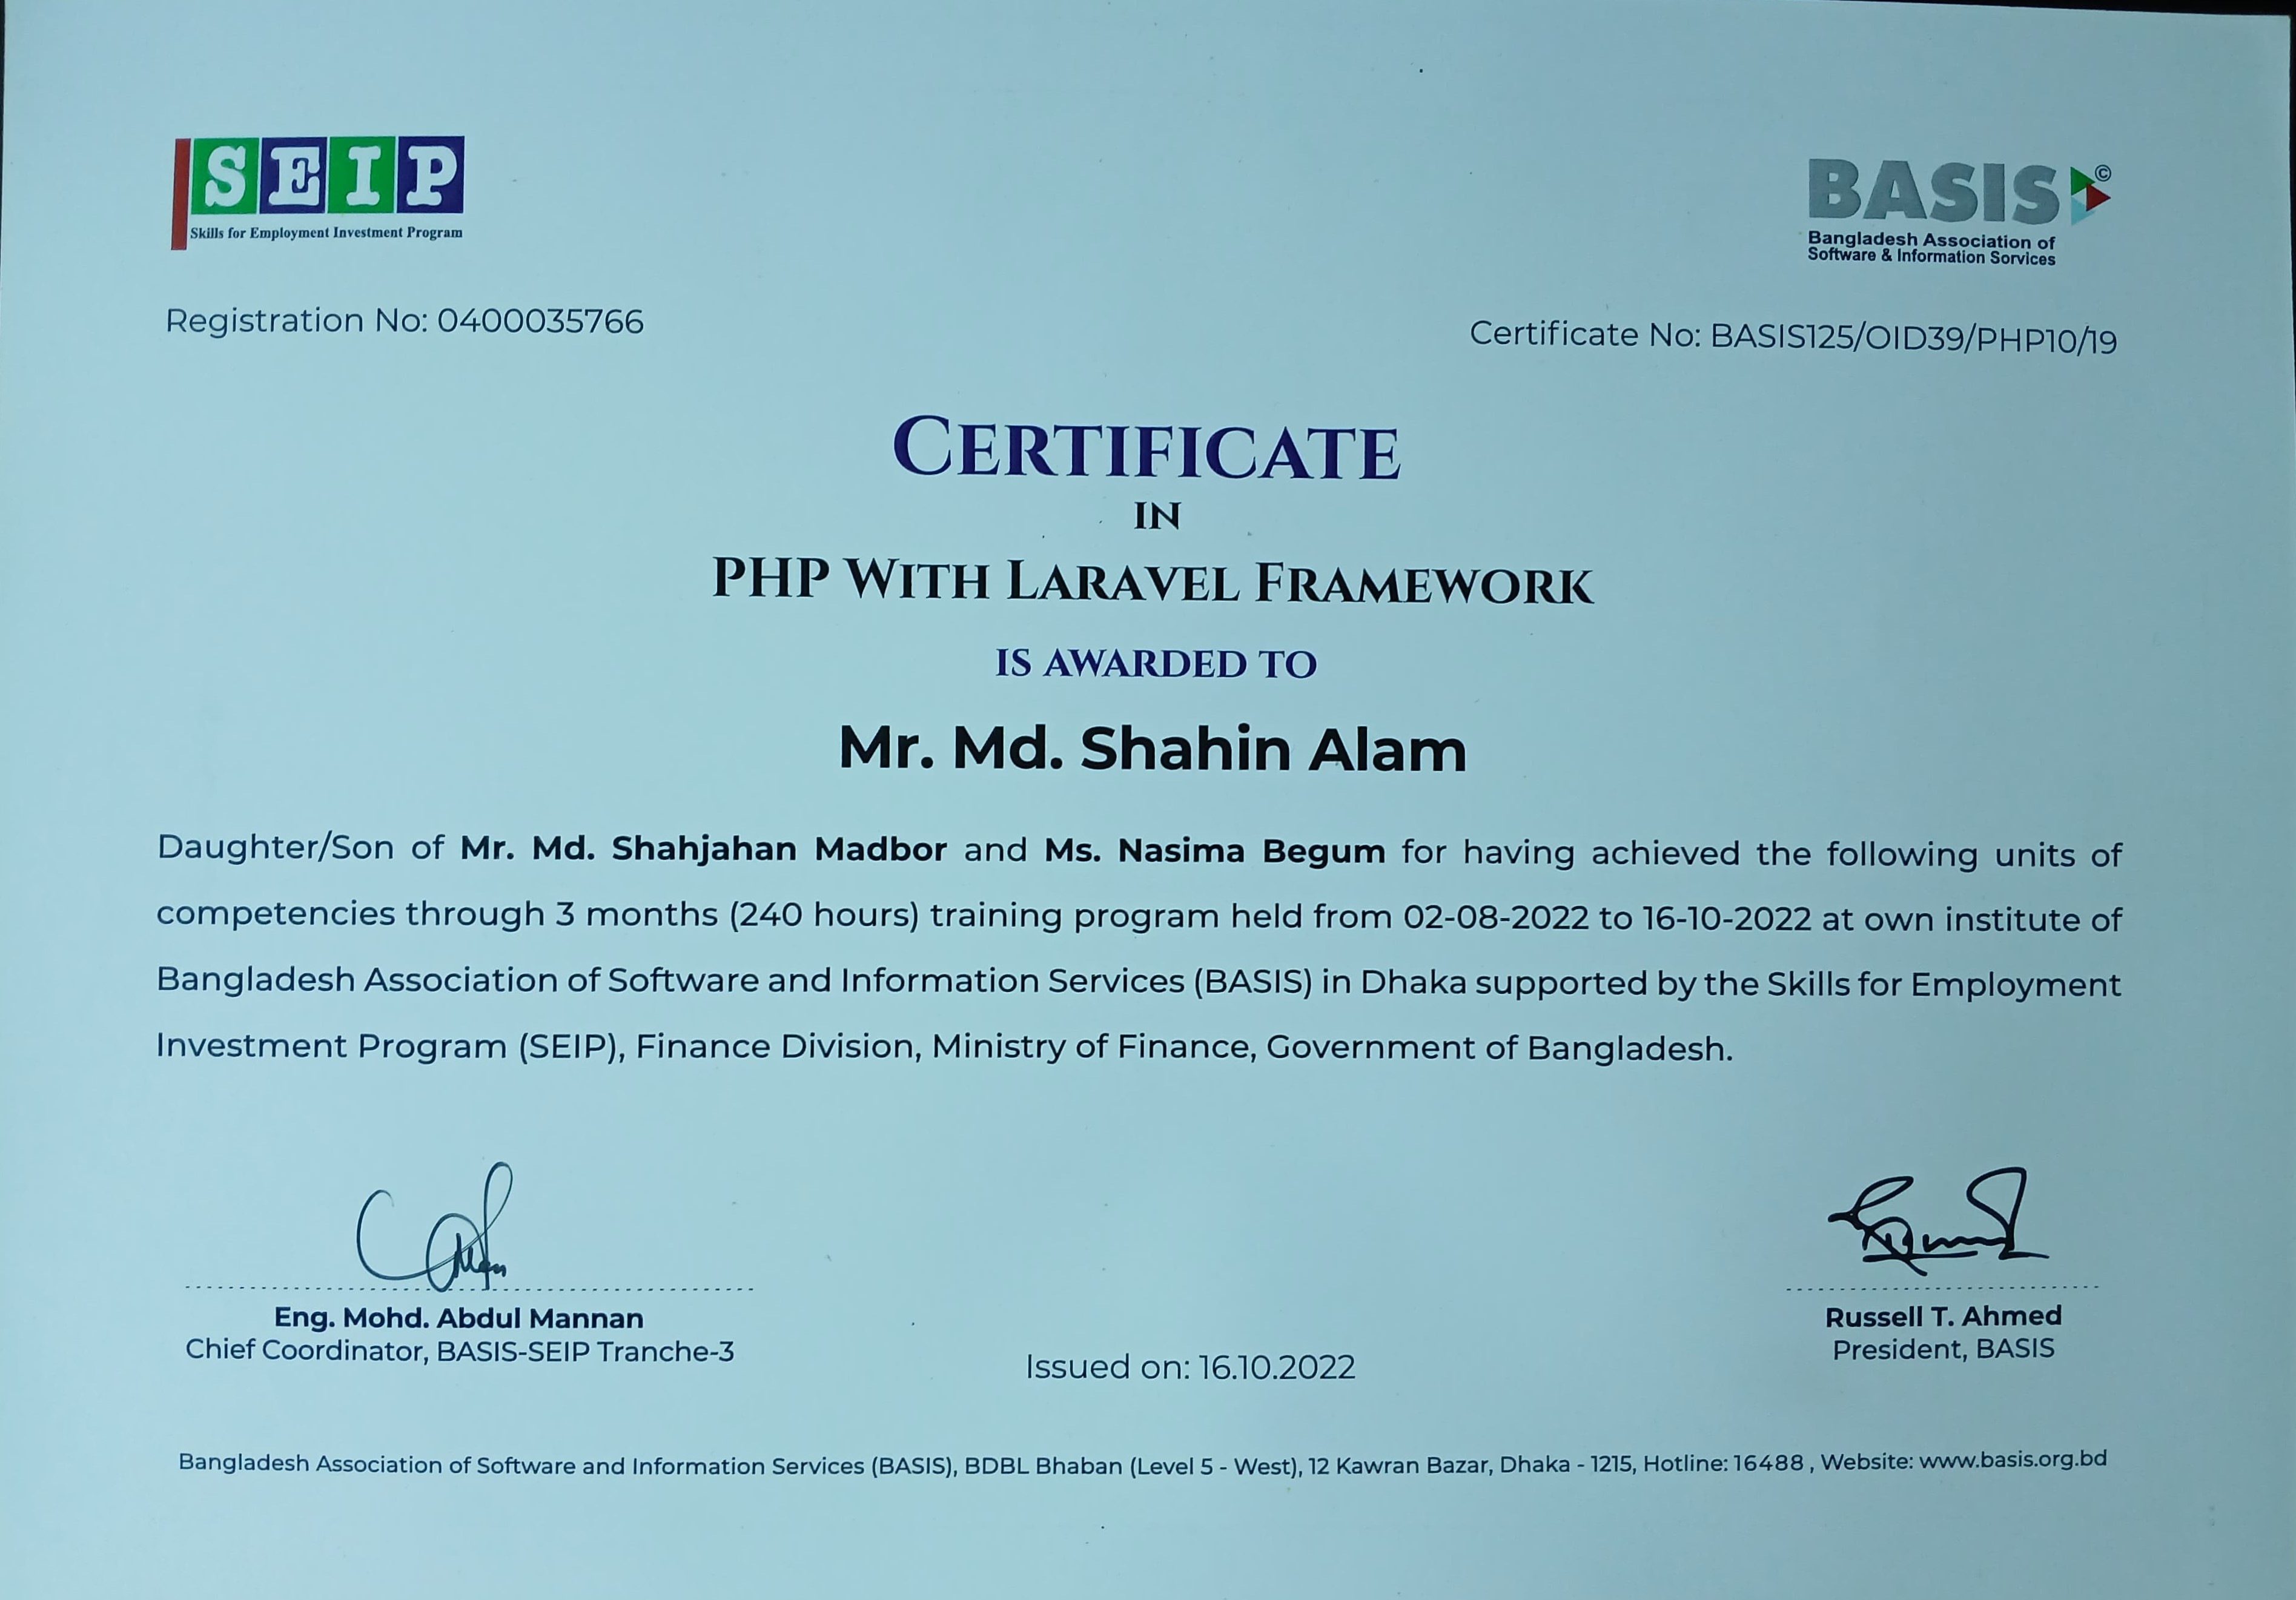 SEIP
Skills for Employment Investment Program
BASIS ©
Bangladesh Association of
Software & Information Sorvices
Registration No: 0400035766
Certificate No: BASIS125/OID39/PHP10/19
CERTIFICATE
IN
PHP WITH LARAVEL FRAMEWORK
IS AWARDED TO
Mr. Md. Shahin Alam
Daughter/Son of Mr. Md. Shahjahan Madbor and Ms. Nasima Begum for having achieved the following units of
competencies through 3 months (240 hours) training program held from 02-08-2022 to 16-10-2022 at own institute of
Bangladesh Association of Software and Information Services (BASIS) in Dhaka supported by the Skills for Employment
Investment Program (SEIP), Finance Division, Ministry of Finance, Government of Bangladesh.
Eng. Mohd. Abdul Mannan
Chief Coordinator, BASIS-SEIP Tranche-3
Issued on: 16.10.2022
Russell T. Ahmed
President, BASIS
Bangladesh Association of Software and Information Services (BASIS), BDBL Bhaban (Level 5 - West), 12 Kawran Bazar, Dhaka - 1215, Hotline: 16488 , Website: www.basis.org.bd